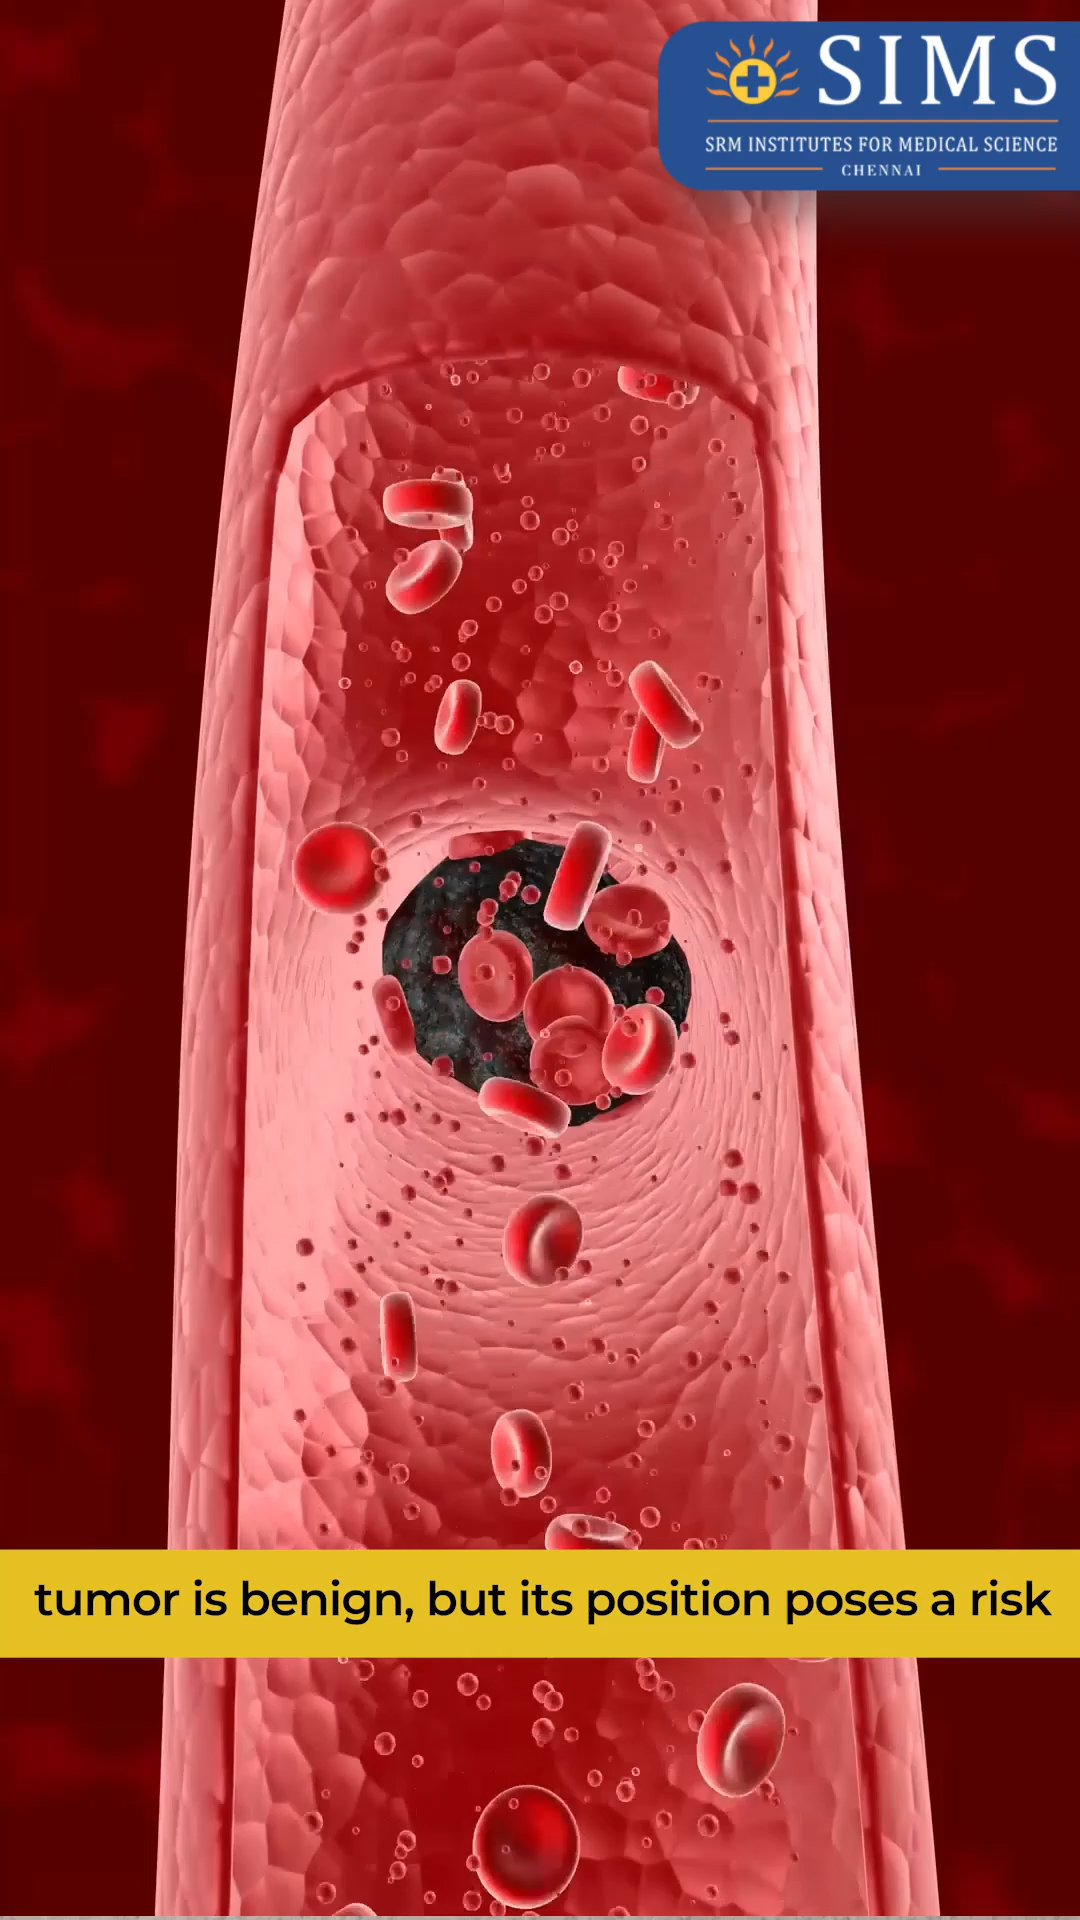 SIMS
SRM INSTITUTES FOR MEDICAL SCIENCE
CHENNAI
tumor is benign, but its position poses a risk